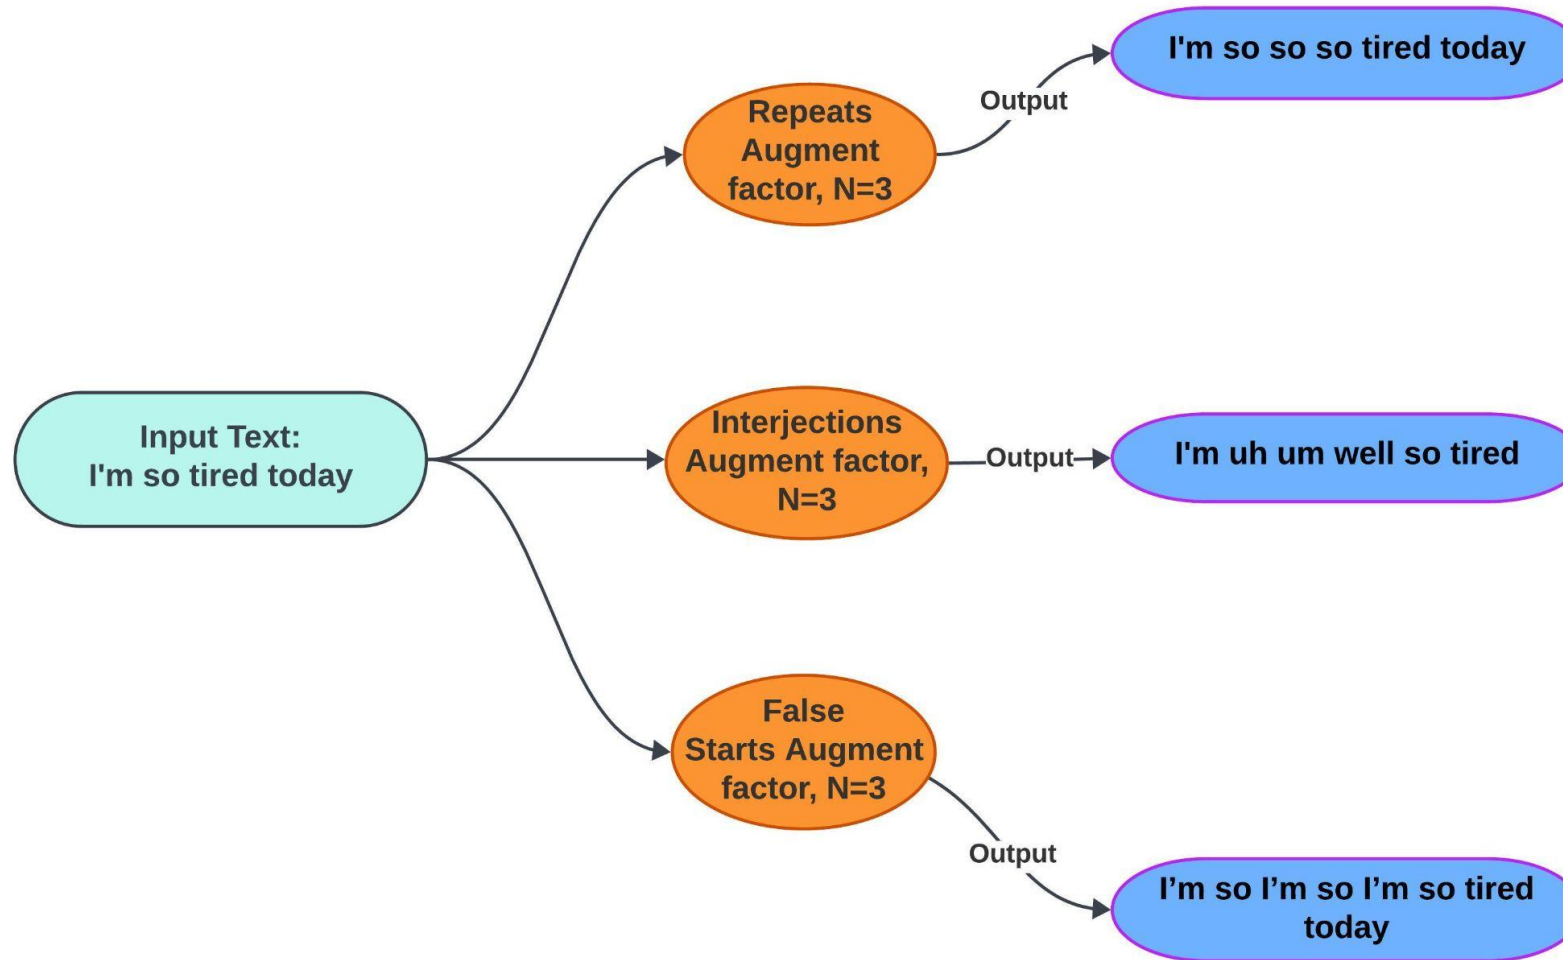 Input Text:
I'm so tired today
Repeats
Augment
factor, N=3
Output
I'm so so so tired today
Interjections
Augment factor,
N=3
Output
I'm uh um well so tired
False
Starts Augment
factor, N=3
Output
I’m so I’m so I’m so tired
today